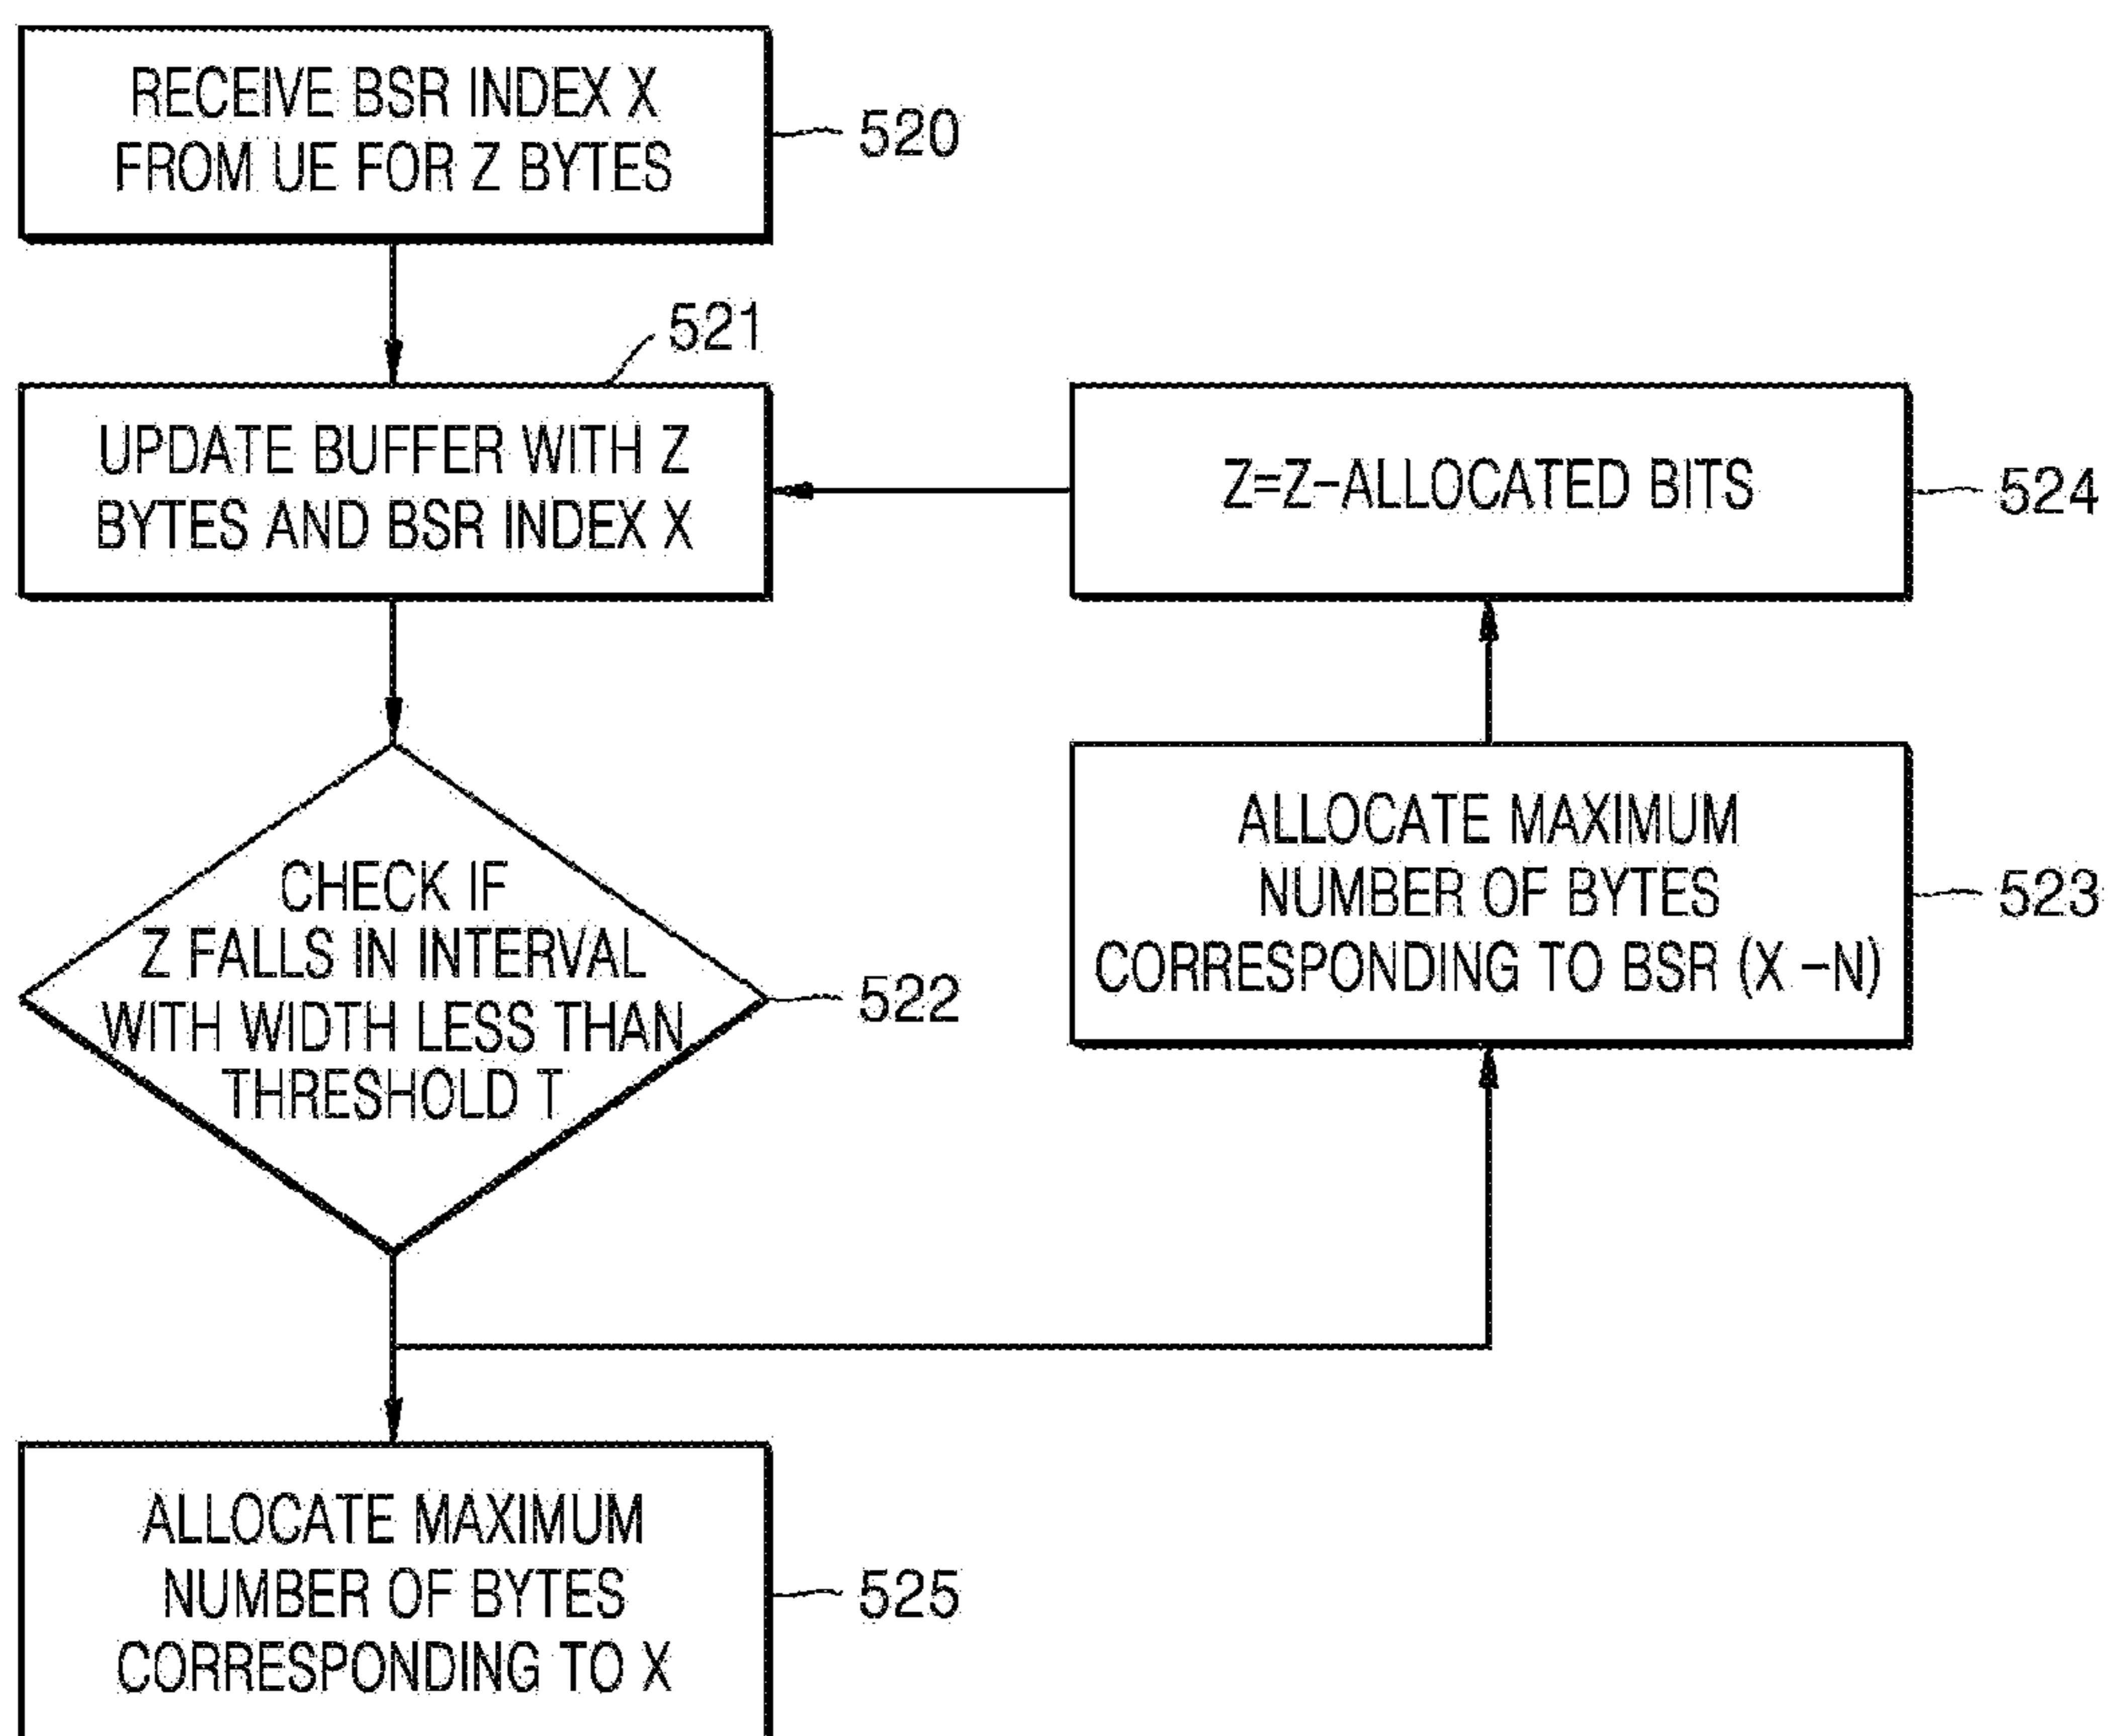 RECEIVE BSR INDEX X
FROM UE FOR Z BYTES
520
521
UPDATE BUFFER WITH Z
BYTES AND BSR INDEX X
Z=Z-ALLOCATED BITS
524
CHECK IF
Z FALLS IN INTERVAL
WITH WIDTH LESS THAN
THRESHOLD T
522
ALLOCATE MAXIMUM
NUMBER OF BYTES
CORRESPONDING TO BSR (X -N)
523
ALLOCATE MAXIMUM
NUMBER OF BYTES
CORRESPONDING TO X
525